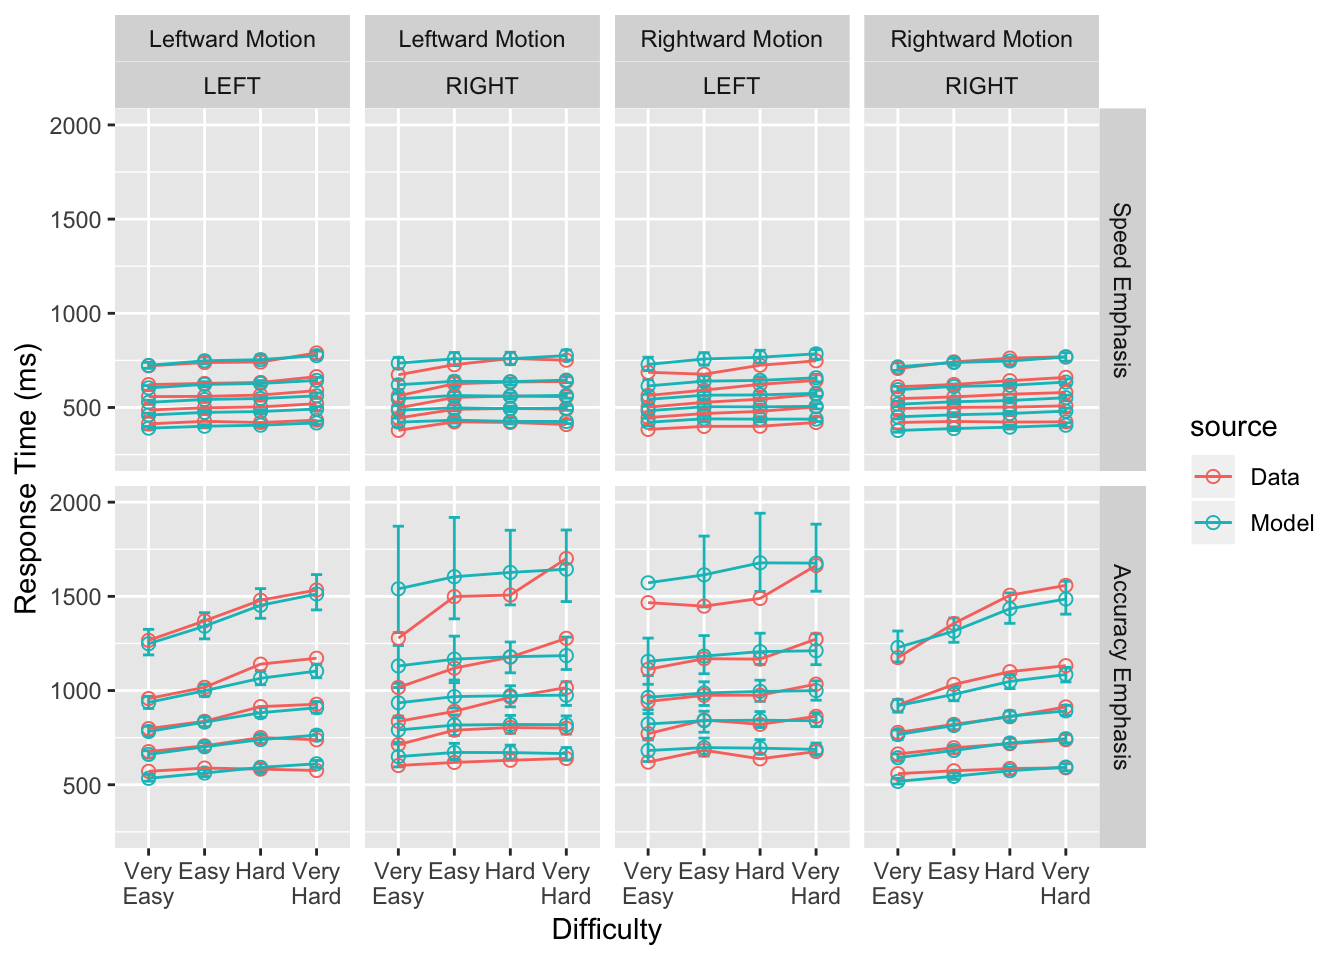 Leftward Motion Leftward Motion Rightward Motion Rightward Motion
LEFT RIGHT LEFT RIGHT
2000
1500
1000
500
Speed Emphasis
2000
1500
1000
500
Accuracy Emphasis
Response Time (ms)
Very Easy Hard Very Very Easy Hard Very Very Easy Hard Very Very Easy Hard Very
Easy Hard Easy Hard Easy Hard Easy Hard
Difficulty
source
Data
Model